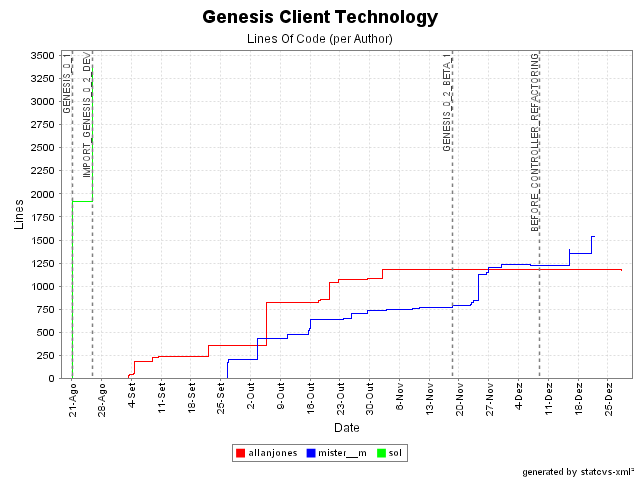 Genesis Client Technology
Lines Of Code (per Author)
Lines
3500
3250
3000
2750
2500
2250
2000
1750
1500
1250
1000
750
500
250
0
GENESIS_0_1
IMPORT_GENESIS_0_2_DEV
GENESIS_0_2_BETA_1
BEFORE_CONTROLLER_REFACTORING
21-Ago
28-Ago
4-Set
11-Set
18-Set
25-Set
2-Out
9-Out
16-Out
23-Out
30-Out
6-Nov
13-Nov
20-Nov
27-Nov
4-Dez
11-Dez
18-Dez
25-Dez
Date
allanjones
mister__m
sol
generated by statcvs-xml²